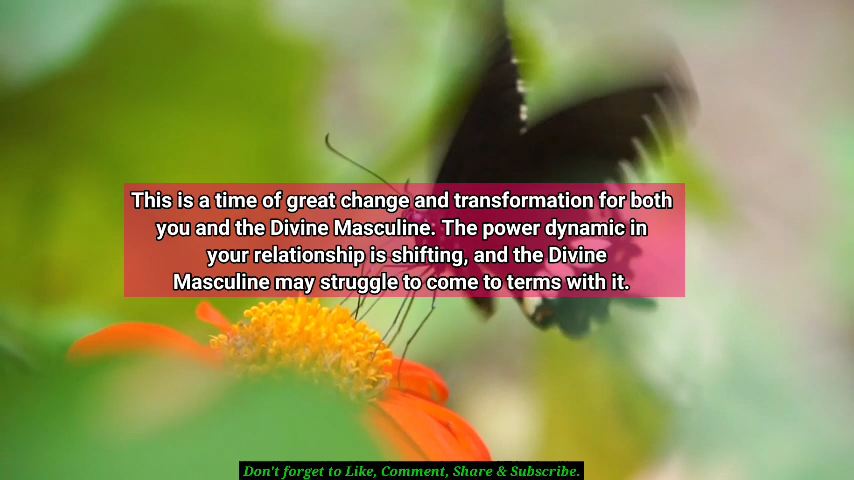 This is a time of great change and transformation for both
you and the Divine Masculine. The power dynamic in
your relationship is shifting, and the Divine
Masculine may struggle to come to terms with it.
Don't forget to Like, Comment, Share & Subscribe.